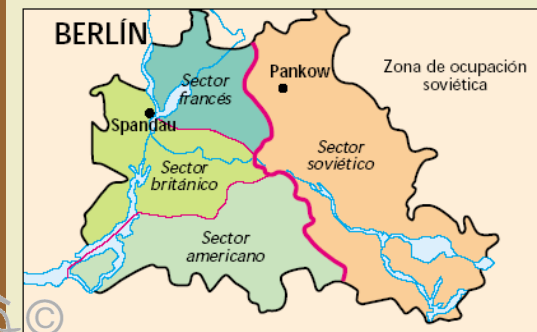 BERLÍN
Sector
francés
Pankow
Zona de ocupación
soviética
Spandau
Sector
soviético
Sector
británico
Sector
americano
©